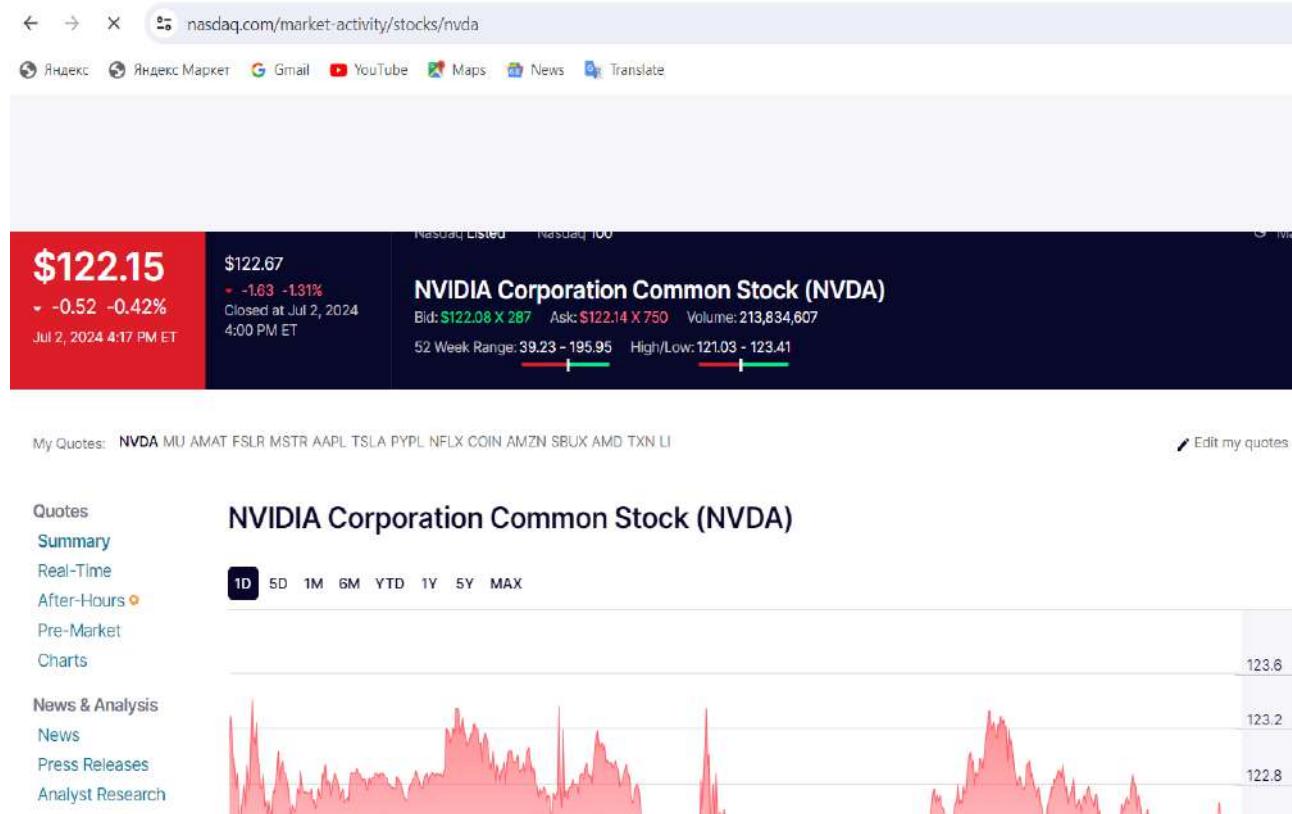 nasdaq.com/market-activity/stocks/nvda
Яндекс Яндекс Маркет Gmail YouTube Maps News Translate
Nasdaq Listed Nasdaq 100
$122.15
-0.52 -0.42%
Jul 2, 2024 4:17 PM ET
$122.67
-1.63 -1.31%
Closed at Jul 2, 2024
4:00 PM ET
NVIDIA Corporation Common Stock (NVDA)
Bid: $122.08 X 287 Ask: $122.14 X 750 Volume: 213,834,607
52 Week Range: 39.23 - 195.95 High/Low: 121.03 - 123.41
My Quotes: NVDA MU AMAT FSLR MSTR AAPL TSLA PYPL NFLX COIN AMZN SBUX AMD TXN LI
Edit my quotes
Quotes
Summary
Real-Time
After-Hours
Pre-Market
Charts
News & Analysis
News
Press Releases
Analyst Research
NVIDIA Corporation Common Stock (NVDA)
1D 5D 1M 6M YTD 1Y 5Y MAX
123.6
123.2
122.8